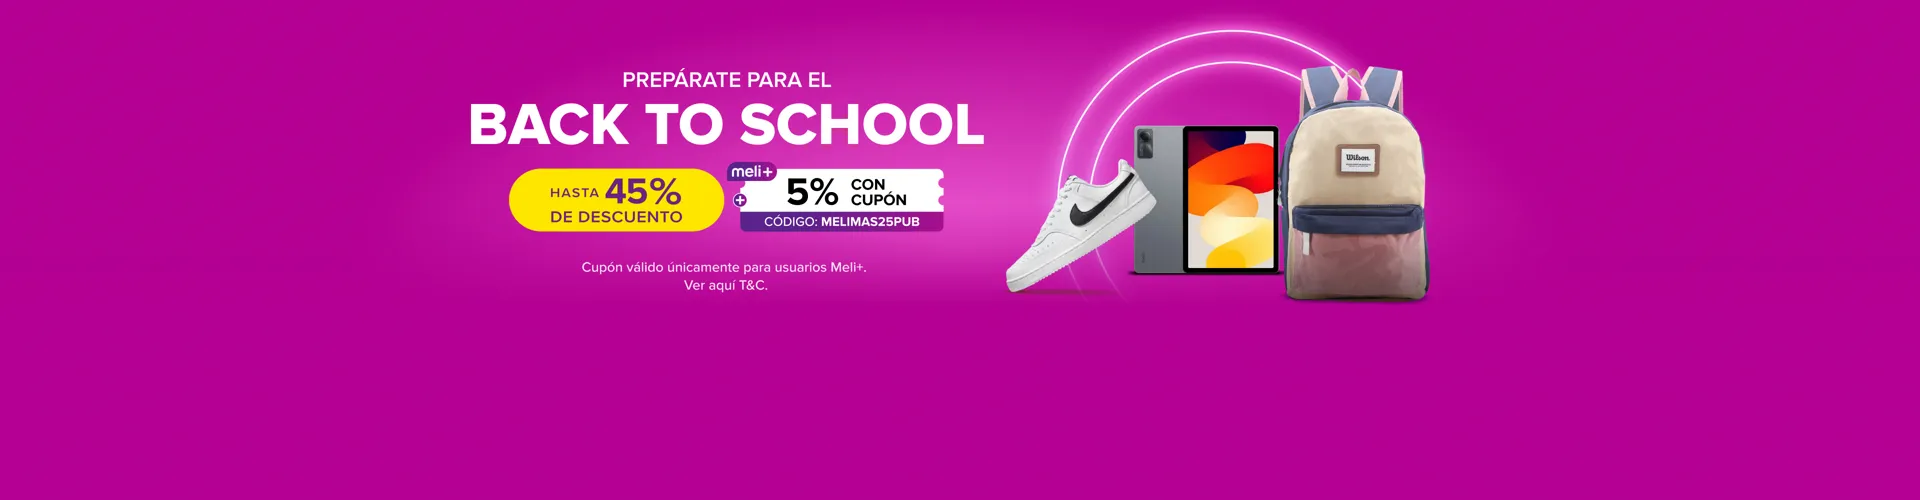 PREPÁRATE PARA EL
BACK TO SCHOOL
HASTA 45%
DE DESCUENTO
meli+
+
5% CON
CUPÓN
CÓDIGO: MELIMAS25PUB
Cupón válido únicamente para usuarios Meli+.
Ver aquí T&C.
Wilson.